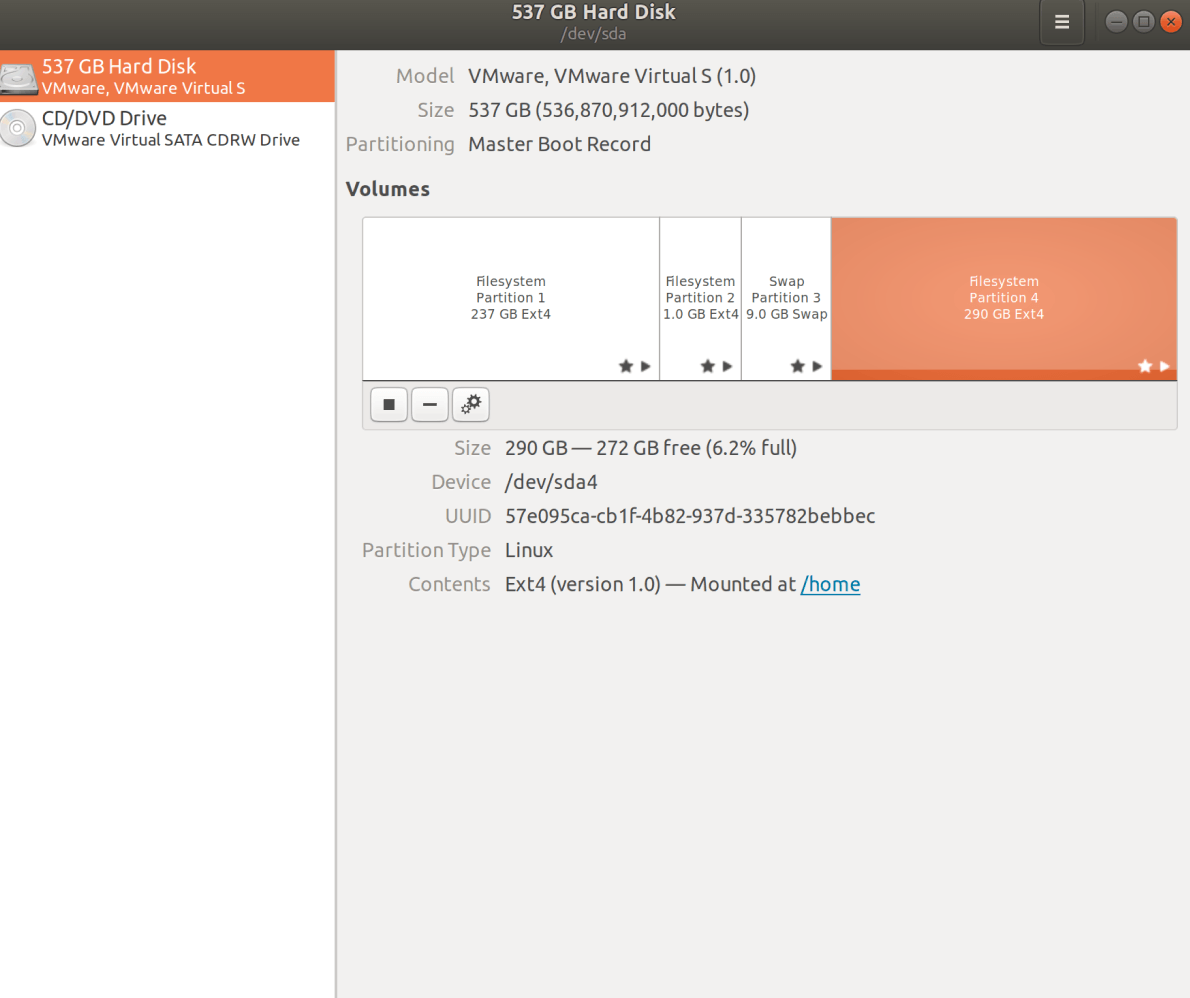 537 GB Hard Disk
/dev/sda
537 GB Hard Disk
VMware, VMware Virtual S
CD/DVD Drive
VMware Virtual SATA CDRW Drive
Model VMware, VMware Virtual S (1.0)
Size 537 GB (536,870,912,000 bytes)
Partitioning Master Boot Record
Volumes
Filesystem
Partition 1
237 GB Ext4
Filesystem
Partition 2
1.0 GB Ext4
Swap
Partition 3
9.0 GB Swap
Filesystem
Partition 4
290 GB Ext4
Size 290 GB — 272 GB free (6.2% full)
Device /dev/sda4
UUID 57e095ca-cb1f-4b82-937d-335782bebbec
Partition Type Linux
Contents Ext4 (version 1.0) — Mounted at /home